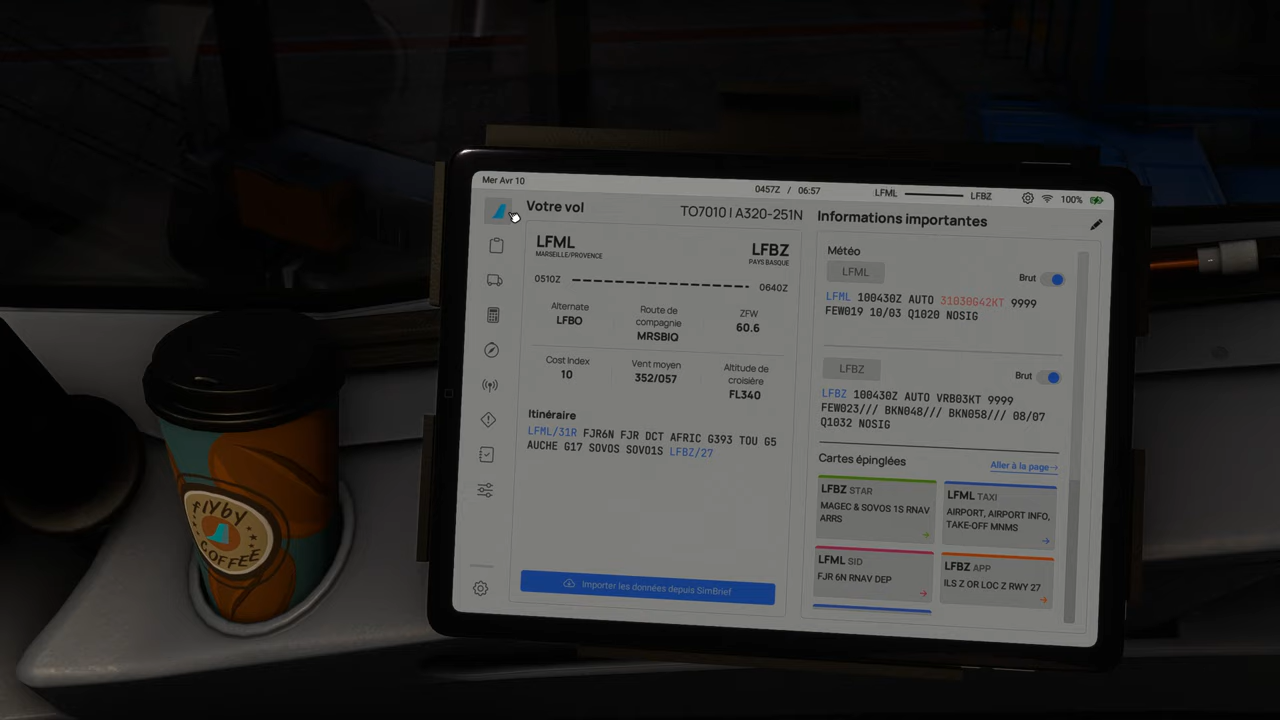 Mer Avr 10
0457Z / 06:57
LFML
LFBZ
100%
Votre vol
TO7010 | A320-251N
LFML
MARSEILLE/PROVENCE
LFBZ
PAYS BASQUE
0510Z
0640Z
Alternate
LFBO
Route de
compagnie
MRSBIQ
ZFW
60.6
Cost Index
10
Vent moyen
352/057
Altitude de
croisière
FL340
Itinéraire
LFML/31R FJR6N FJR DCT AFRIC G393 TOU G5
AUCHE G17 SOVOS SOVO1S LFBZ/27
Importer les données depuis SimBrief
Informations importantes
Météo
LFML
Brut
LFML 100430Z AUTO 31030G42KT 9999
FEW019 10/03 Q1020 NOSIG
LFBZ
Brut
LFBZ 100430Z AUTO VRB03KT 9999
FEW023/// BKN048/// BKN058/// 08/07
Q1032 NOSIG
Cartes épinglées
Aller à la page→
LFBZ STAR
MAGEC & SOVOS 1S RNAV
ARRS
LFML TAXI
AIRPORT, AIRPORT INFO,
TAKE-OFF MNMS
LFML SID
FJR 6N RNAV DEP
LFBZ APP
ILS Z OR LOC Z RWY 27
flyby
COFFEE